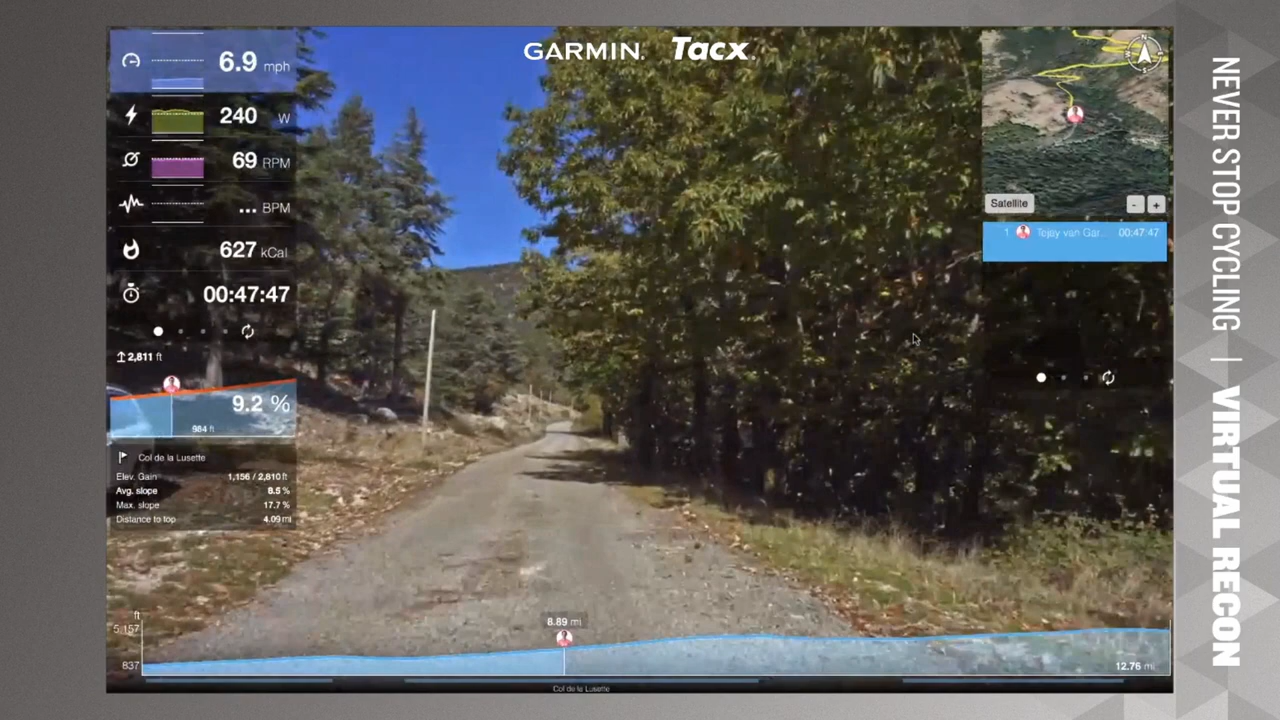 GARMIN. Tacx.
6.9 mph
240 W
69 RPM
... BPM
627 kCal
00:47:47
2,811 ft
9.2 %
984 ft
Col de la Lusette
Elev. Gain 1,156 / 2,810 ft
Avg. slope 8.5 %
Max. slope 17.7 %
Distance to top 4.09 mi
N
S
Satellite
- +
1 Tejay van Gar... 00:47:47
ft
5,157
837
8.89 mi
12.76 mi
Col de la Lusette
NEVER STOP CYCLING | VIRTUAL RECON